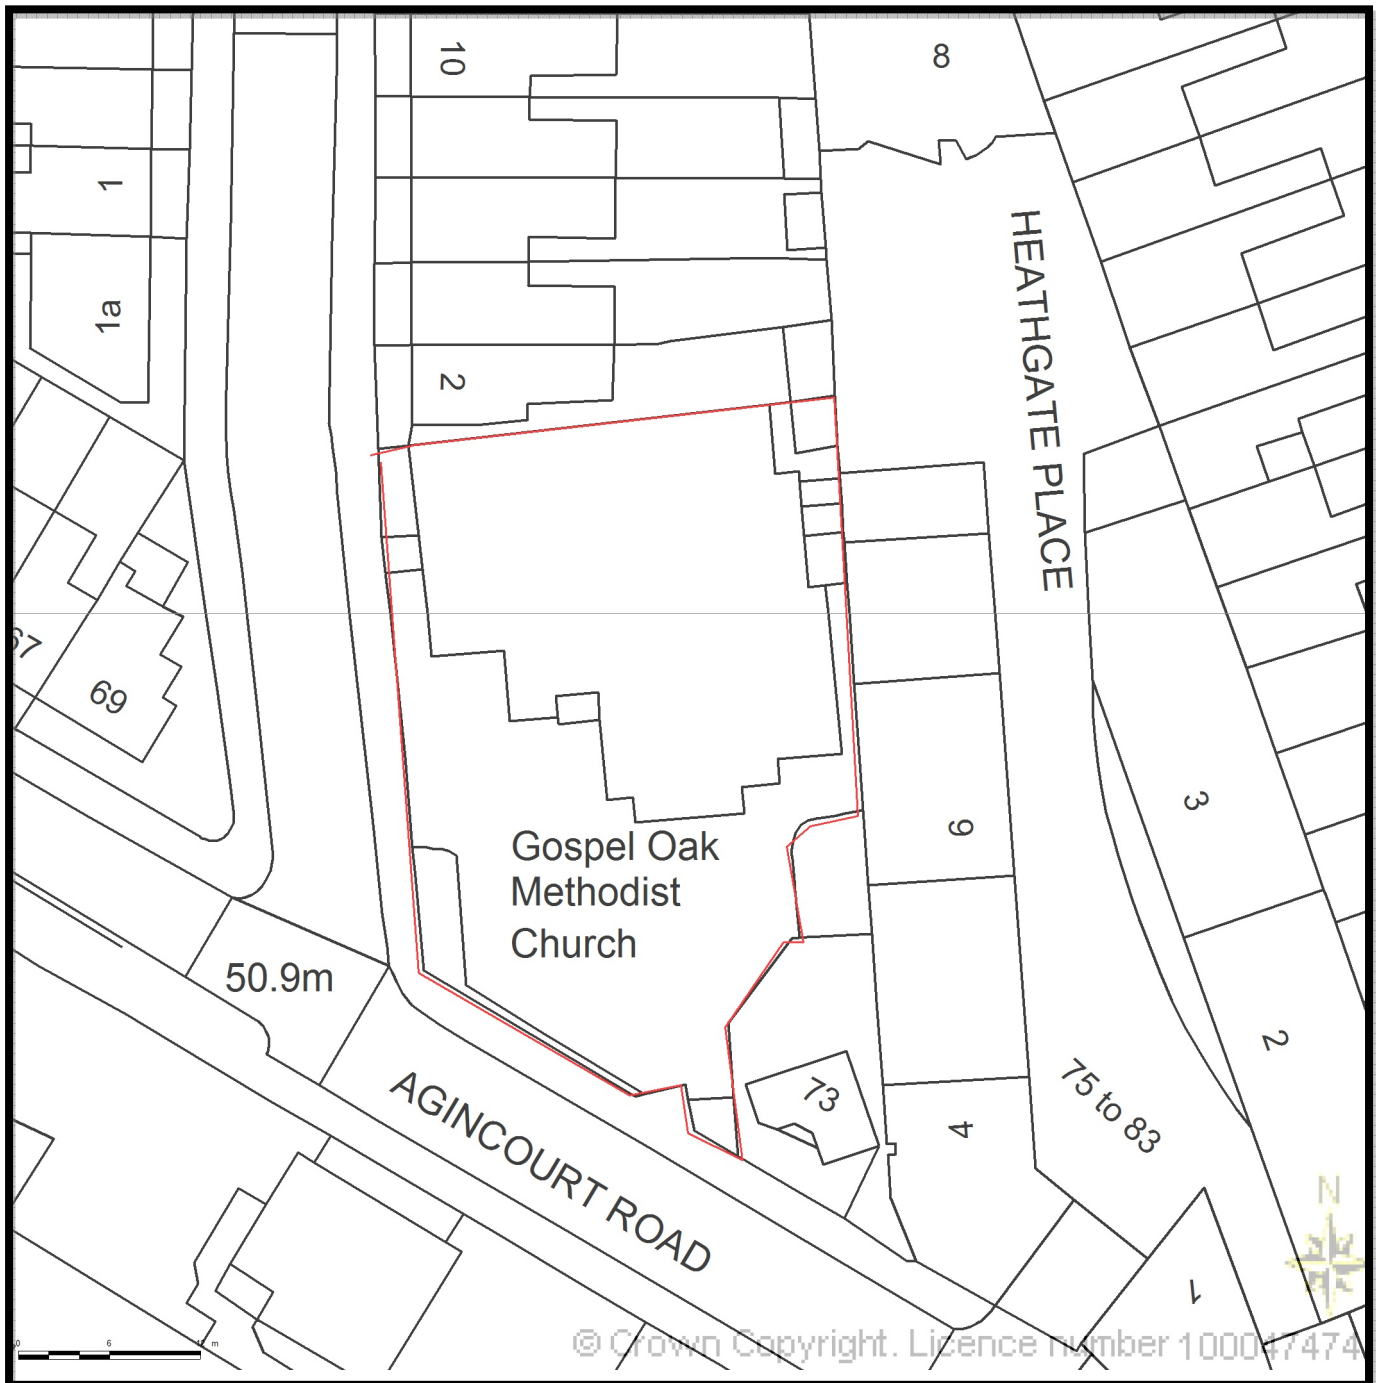 10
8
1
1a
2
HEATHGATE PLACE
67
69
3
6
Gospel Oak
Methodist
Church
50.9m
2
73
75 to 83
4
AGINCOURT ROAD
N
1
0 6 12 m
© Crown Copyright. Licence number 100047474